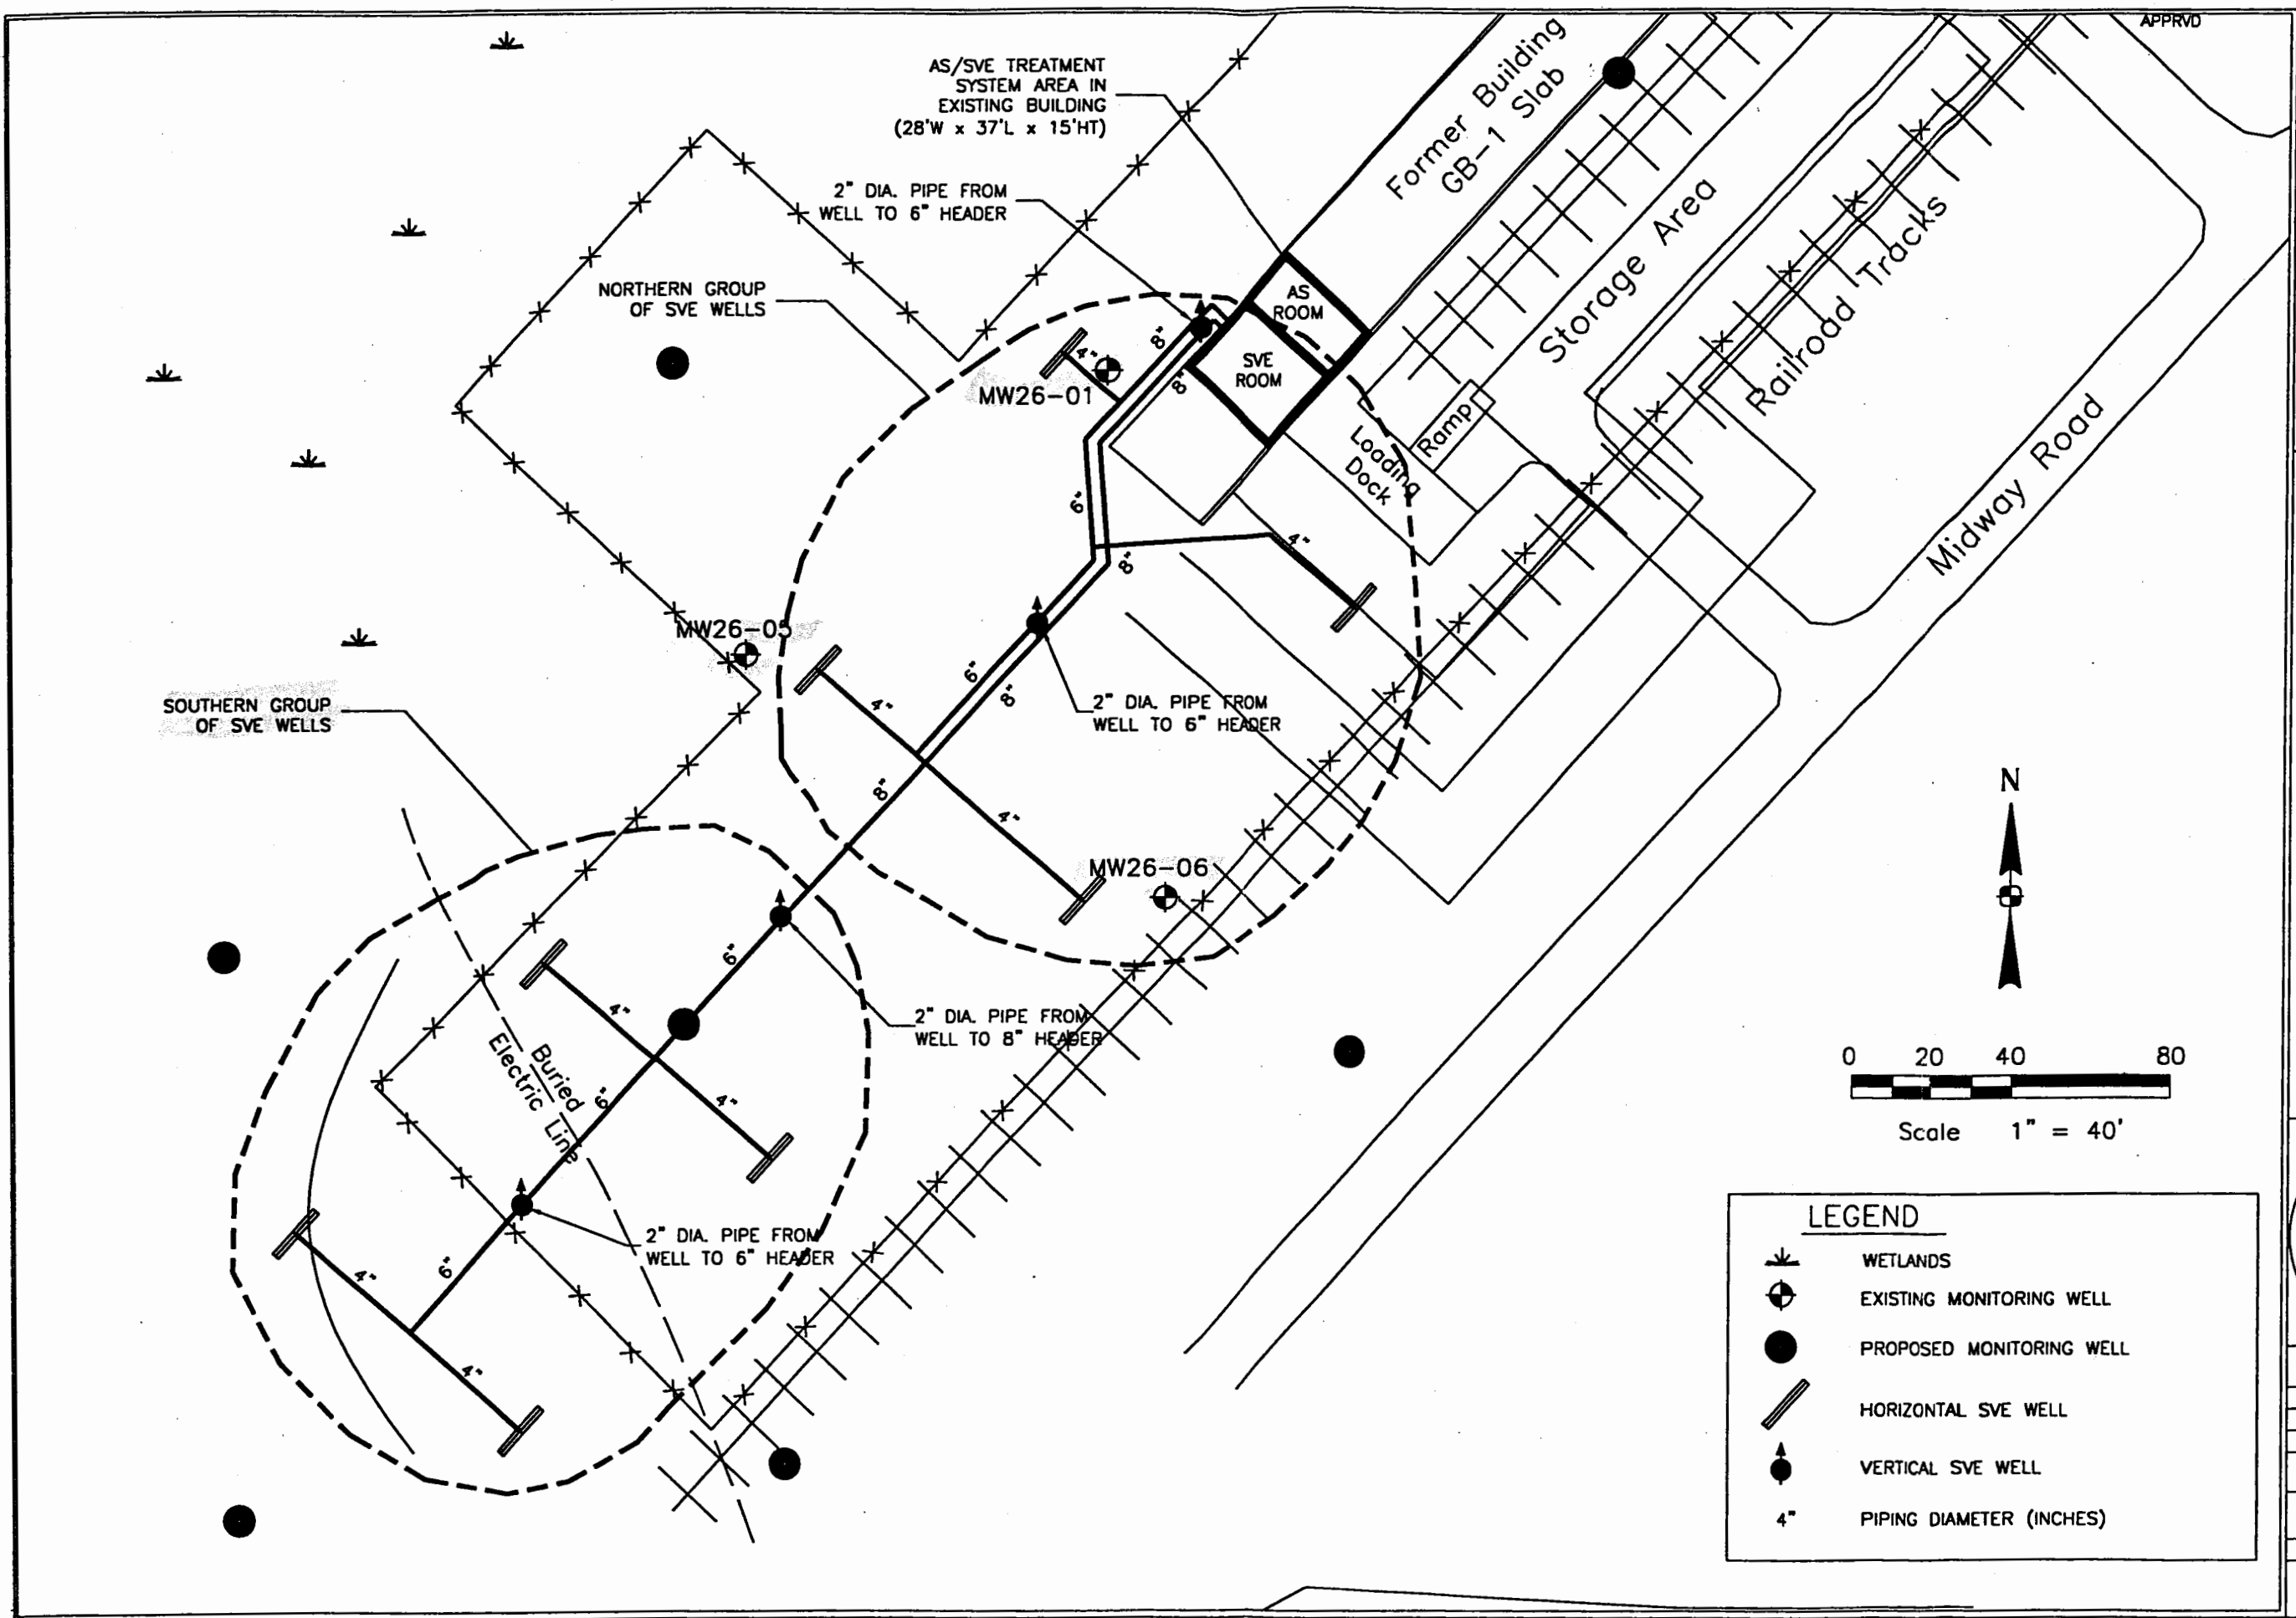 APPRVD
AS/SVE TREATMENT
SYSTEM AREA IN
EXISTING BUILDING
(28'W x 37'L x 15'HT)
Former Building
GB-1 Slab
2" DIA. PIPE FROM
WELL TO 6" HEADER
Storage Area
Railroad Tracks
NORTHERN GROUP
OF SVE WELLS
AS
ROOM
SVE
ROOM
8"
4"
8"
MW26-01
Ramp
Loading
Dock
Midway Road
6"
4"
8"
MW26-05
6"
8"
4"
2" DIA. PIPE FROM
WELL TO 6" HEADER
SOUTHERN GROUP
OF SVE WELLS
8"
4"
N
MW26-06
6"
4"
2" DIA. PIPE FROM
WELL TO 8" HEADER
Buried
Electric Line
6"
4"
0 20 40 80
Scale 1" = 40'
2" DIA. PIPE FROM
WELL TO 6" HEADER
4"
6"
4"
LEGEND
WETLANDS
EXISTING MONITORING WELL
PROPOSED MONITORING WELL
HORIZONTAL SVE WELL
VERTICAL SVE WELL
4" PIPING DIAMETER (INCHES)